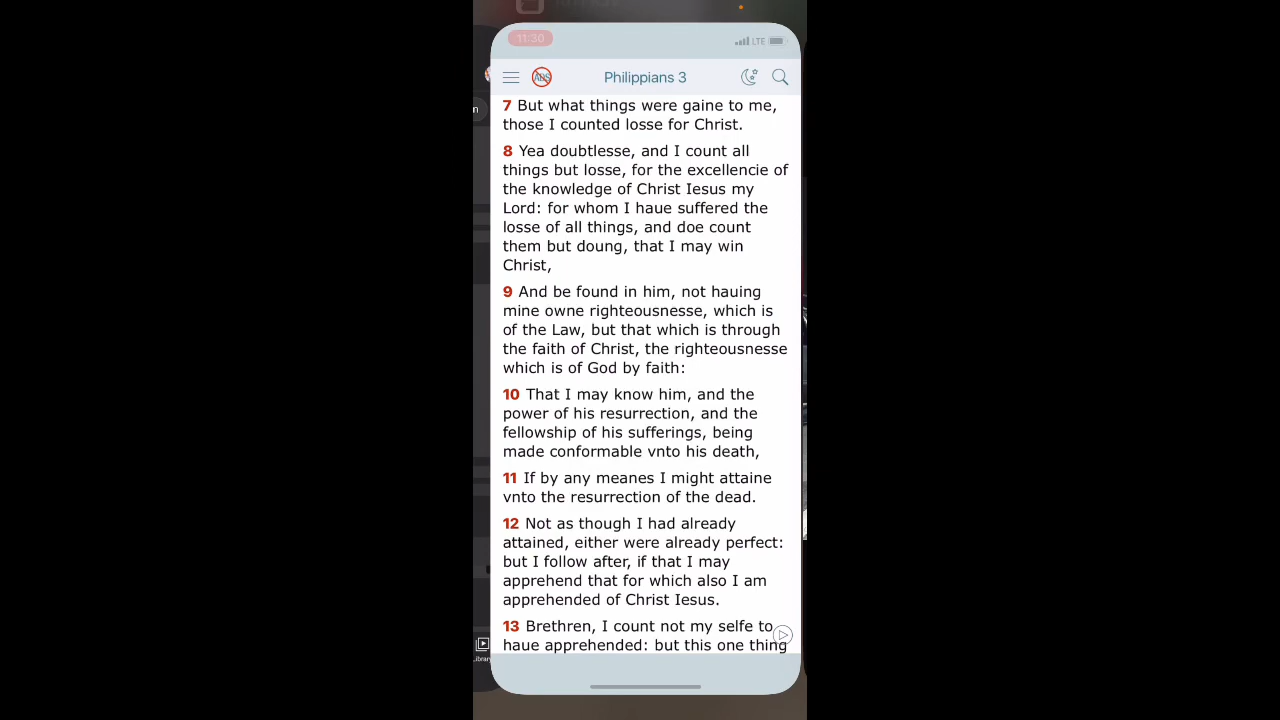 11:30
LTE
ADS
Philippians 3
7 But what things were gaine to me,
those I counted losse for Christ.
8 Yea doubtlesse, and I count all
things but losse, for the excellencie of
the knowledge of Christ Iesus my
Lord: for whom I haue suffered the
losse of all things, and doe count
them but doung, that I may win
Christ,
9 And be found in him, not hauing
mine owne righteousnesse, which is
of the Law, but that which is through
the faith of Christ, the righteousnesse
which is of God by faith:
10 That I may know him, and the
power of his resurrection, and the
fellowship of his sufferings, being
made conformable vnto his death,
11 If by any meanes I might attaine
vnto the resurrection of the dead.
12 Not as though I had already
attained, either were already perfect:
but I follow after, if that I may
apprehend that for which also I am
apprehended of Christ Iesus.
13 Brethren, I count not my selfe to
haue apprehended: but this one thing